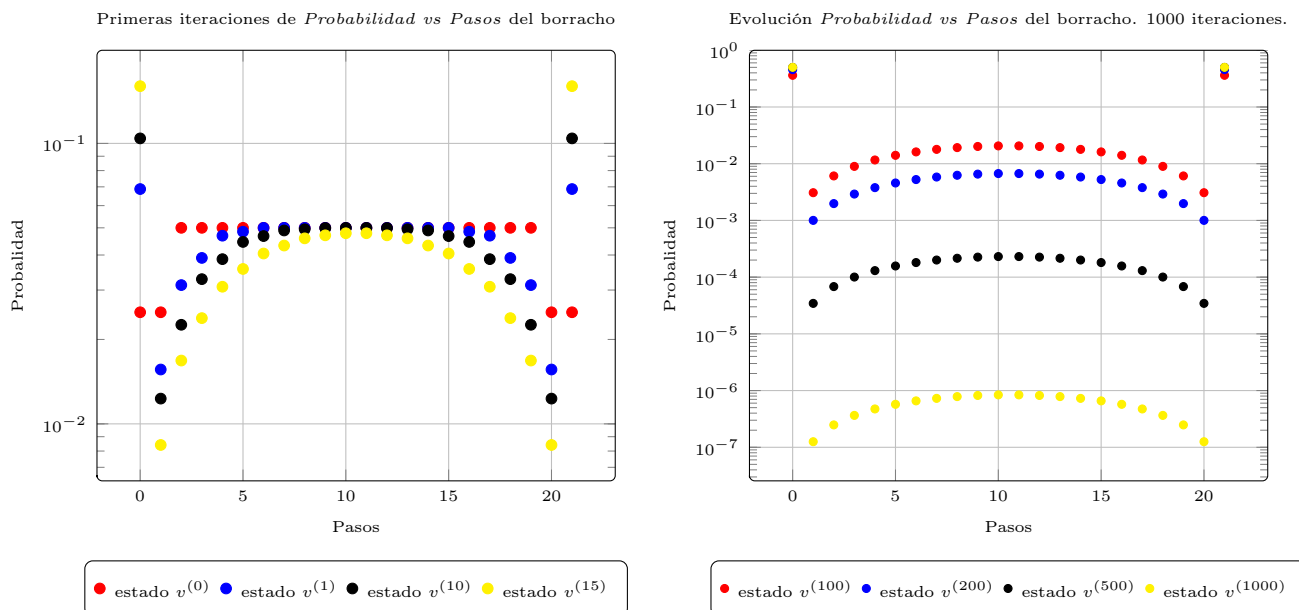 Primeras iteraciones de Probabilidad vs Pasos del borracho
10^{-1}
10^{-2}
Probabilidad
0 5 10 15 20
Pasos
estado v^{(0)} estado v^{(1)} estado v^{(10)} estado v^{(15)}
Evolución Probabilidad vs Pasos del borracho. 1000 iteraciones.
10^{0}
10^{-1}
10^{-2}
10^{-3}
10^{-4}
10^{-5}
10^{-6}
10^{-7}
Probabilidad
0 5 10 15 20
Pasos
estado v^{(100)} estado v^{(200)} estado v^{(500)} estado v^{(1000)}